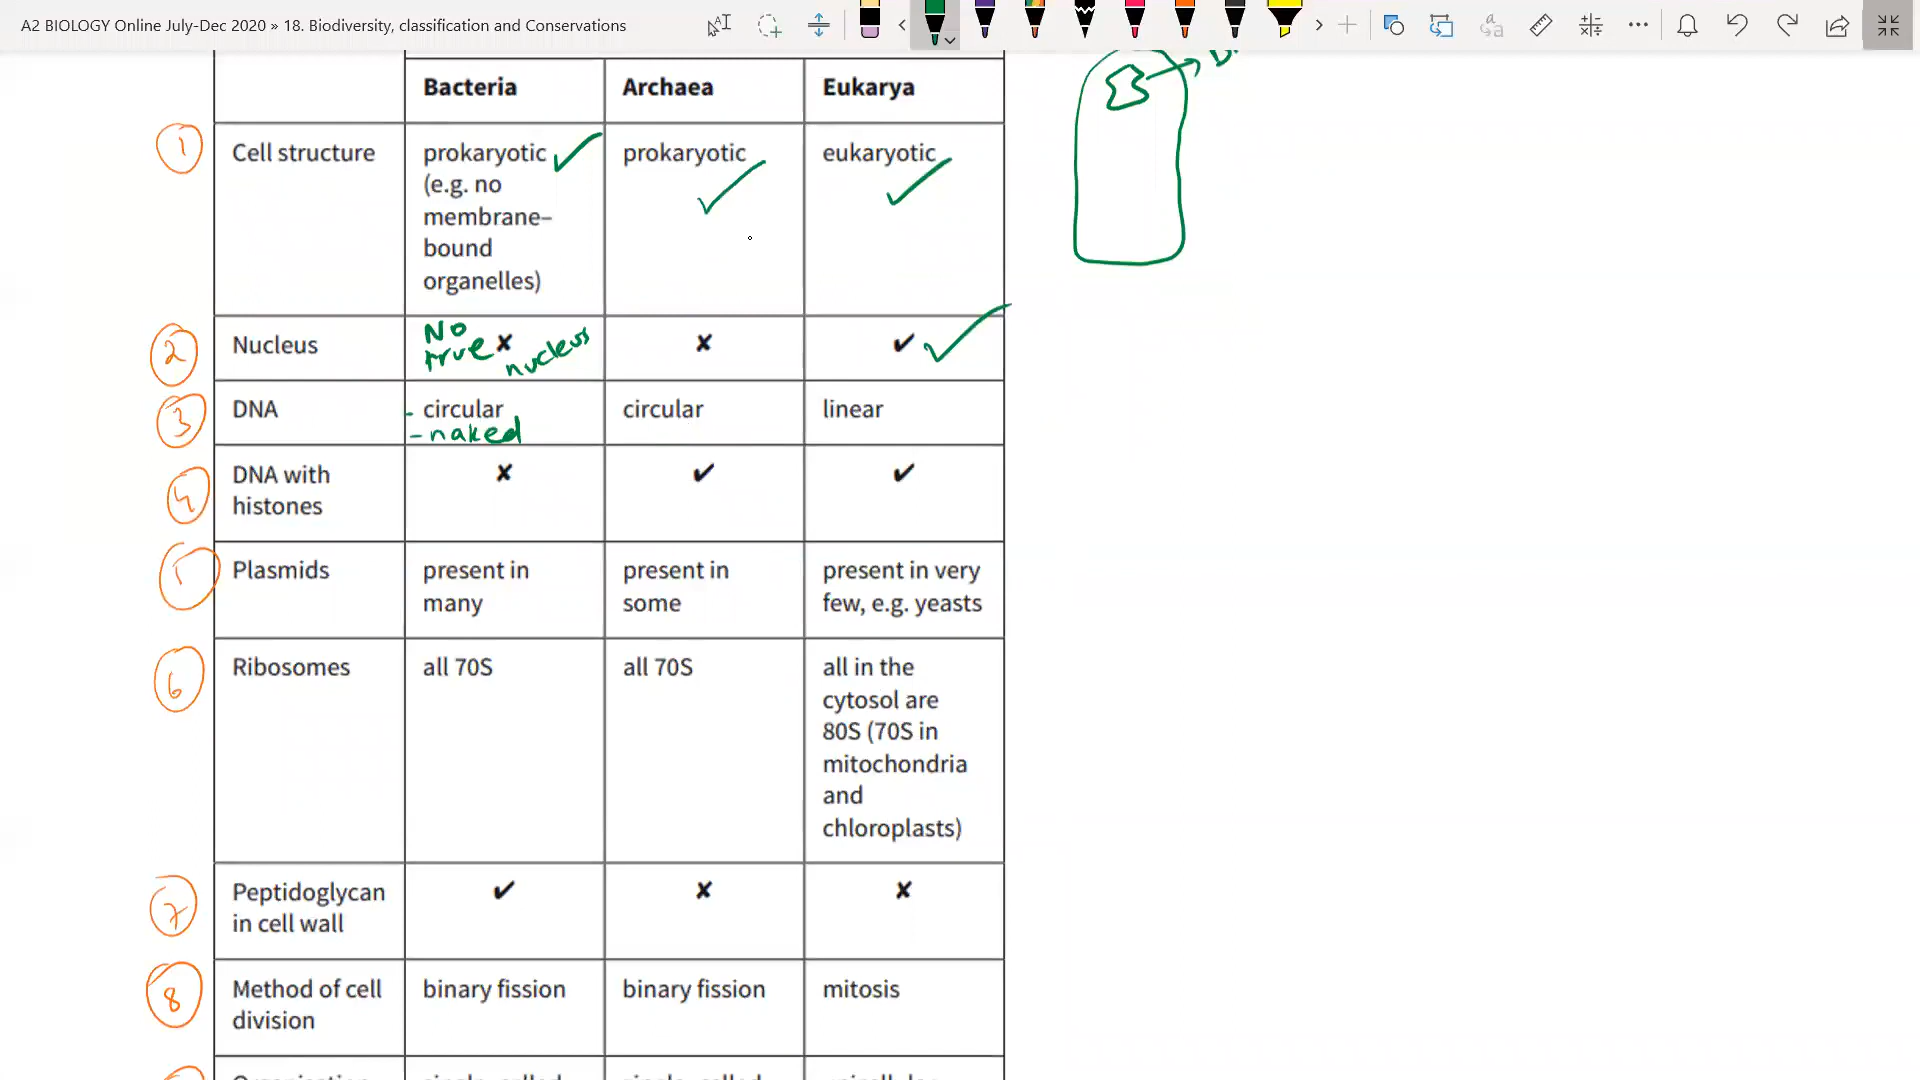 A2 BIOLOGY Online July-Dec 2020 » 18. Biodiversity, classification and Conservations
Bacteria Archaea Eukarya
1 Cell structure
prokaryotic
(e.g. no
membrane–
bound
organelles)
prokaryotic
eukaryotic
2 Nucleus
No
true ✘ nucleus
✘
✔
3 DNA
- circular
- naked
circular
linear
4 DNA with
histones
✘
✔
✔
Plasmids
present in
many
present in
some
present in very
few, e.g. yeasts
6 Ribosomes
all 70S
all 70S
all in the
cytosol are
80S (70S in
mitochondria
and
chloroplasts)
7 Peptidoglycan
in cell wall
✔
✘
✘
8 Method of cell
division
binary fission
binary fission
mitosis